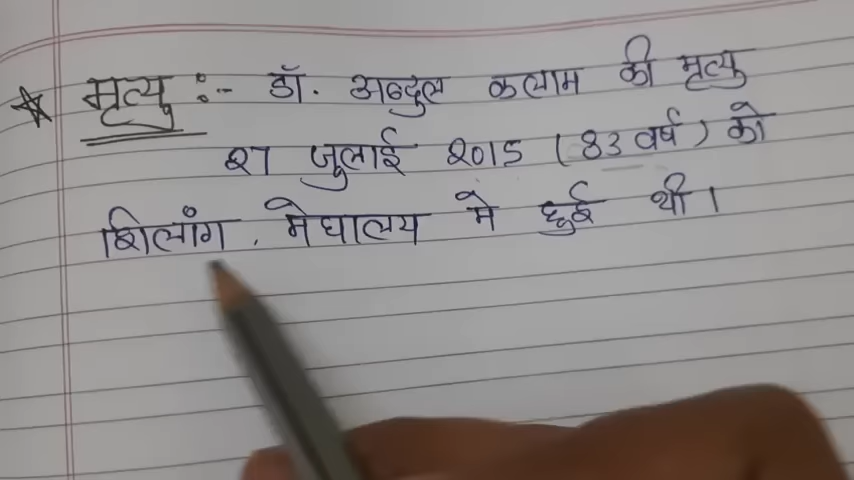 ★ मृत्यु :- डॉ. अब्दुल कलाम की मृत्यु
27 जुलाई 2015 (83 वर्ष) को
शिलांग, मेघालय मे हुई थी।